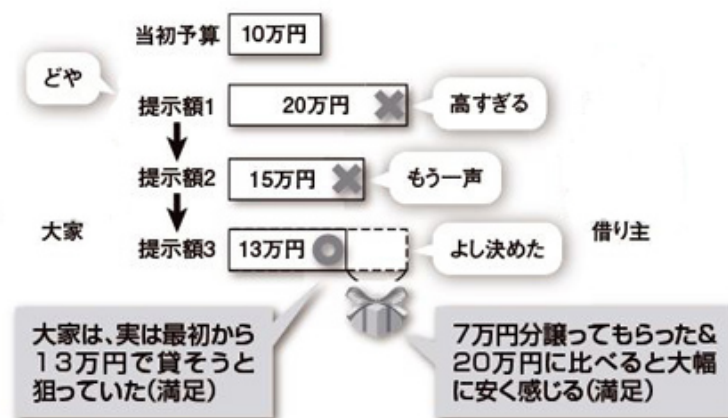 当初予算 10万円
どや
提示額1 20万円 高すぎる
提示額2 15万円 もう一声
大家
提示額3 13万円 よし決めた
借り主
大家は、実は最初から
13万円で貸そうと
狙っていた(満足)
7万円分譲ってもらった&
20万円に比べると大幅
に安く感じる(満足)